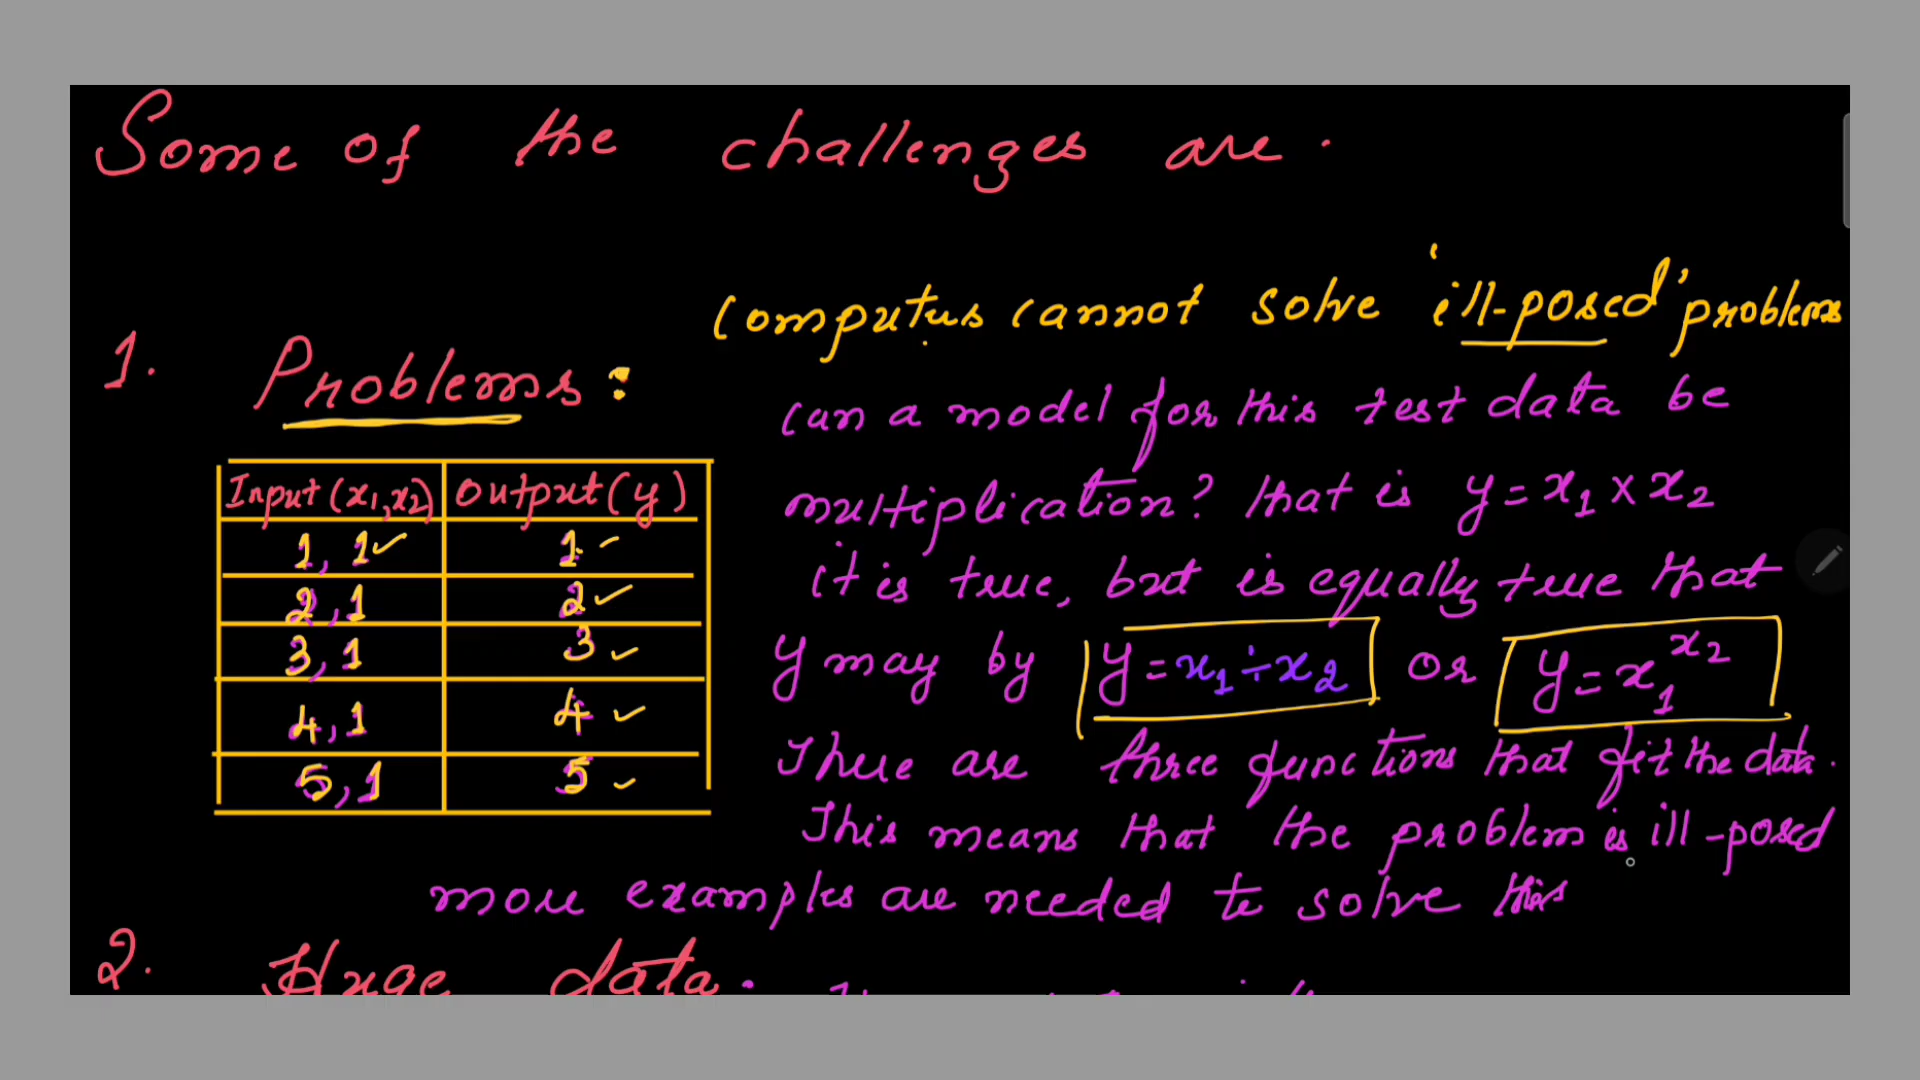 Some of the challenges are.
Computers cannot solve 'ill-posed' problems
1. Problems:
Can a model for this test data be
multiplication? that is y = x₁ × x₂
it is true, but is equally true that
y may by y = x₁ ÷ x₂ or y = x₁^x₂
There are three functions that fit the data.
This means that the problem is ill-posed
more examples are needed to solve this
Input (x₁,x₂) Output (y)
1, 1 ✓ 1 ✓
2, 1 2 ✓
3, 1 3 ✓
4, 1 4 ✓
5, 1 5 ✓
2. Huge data: